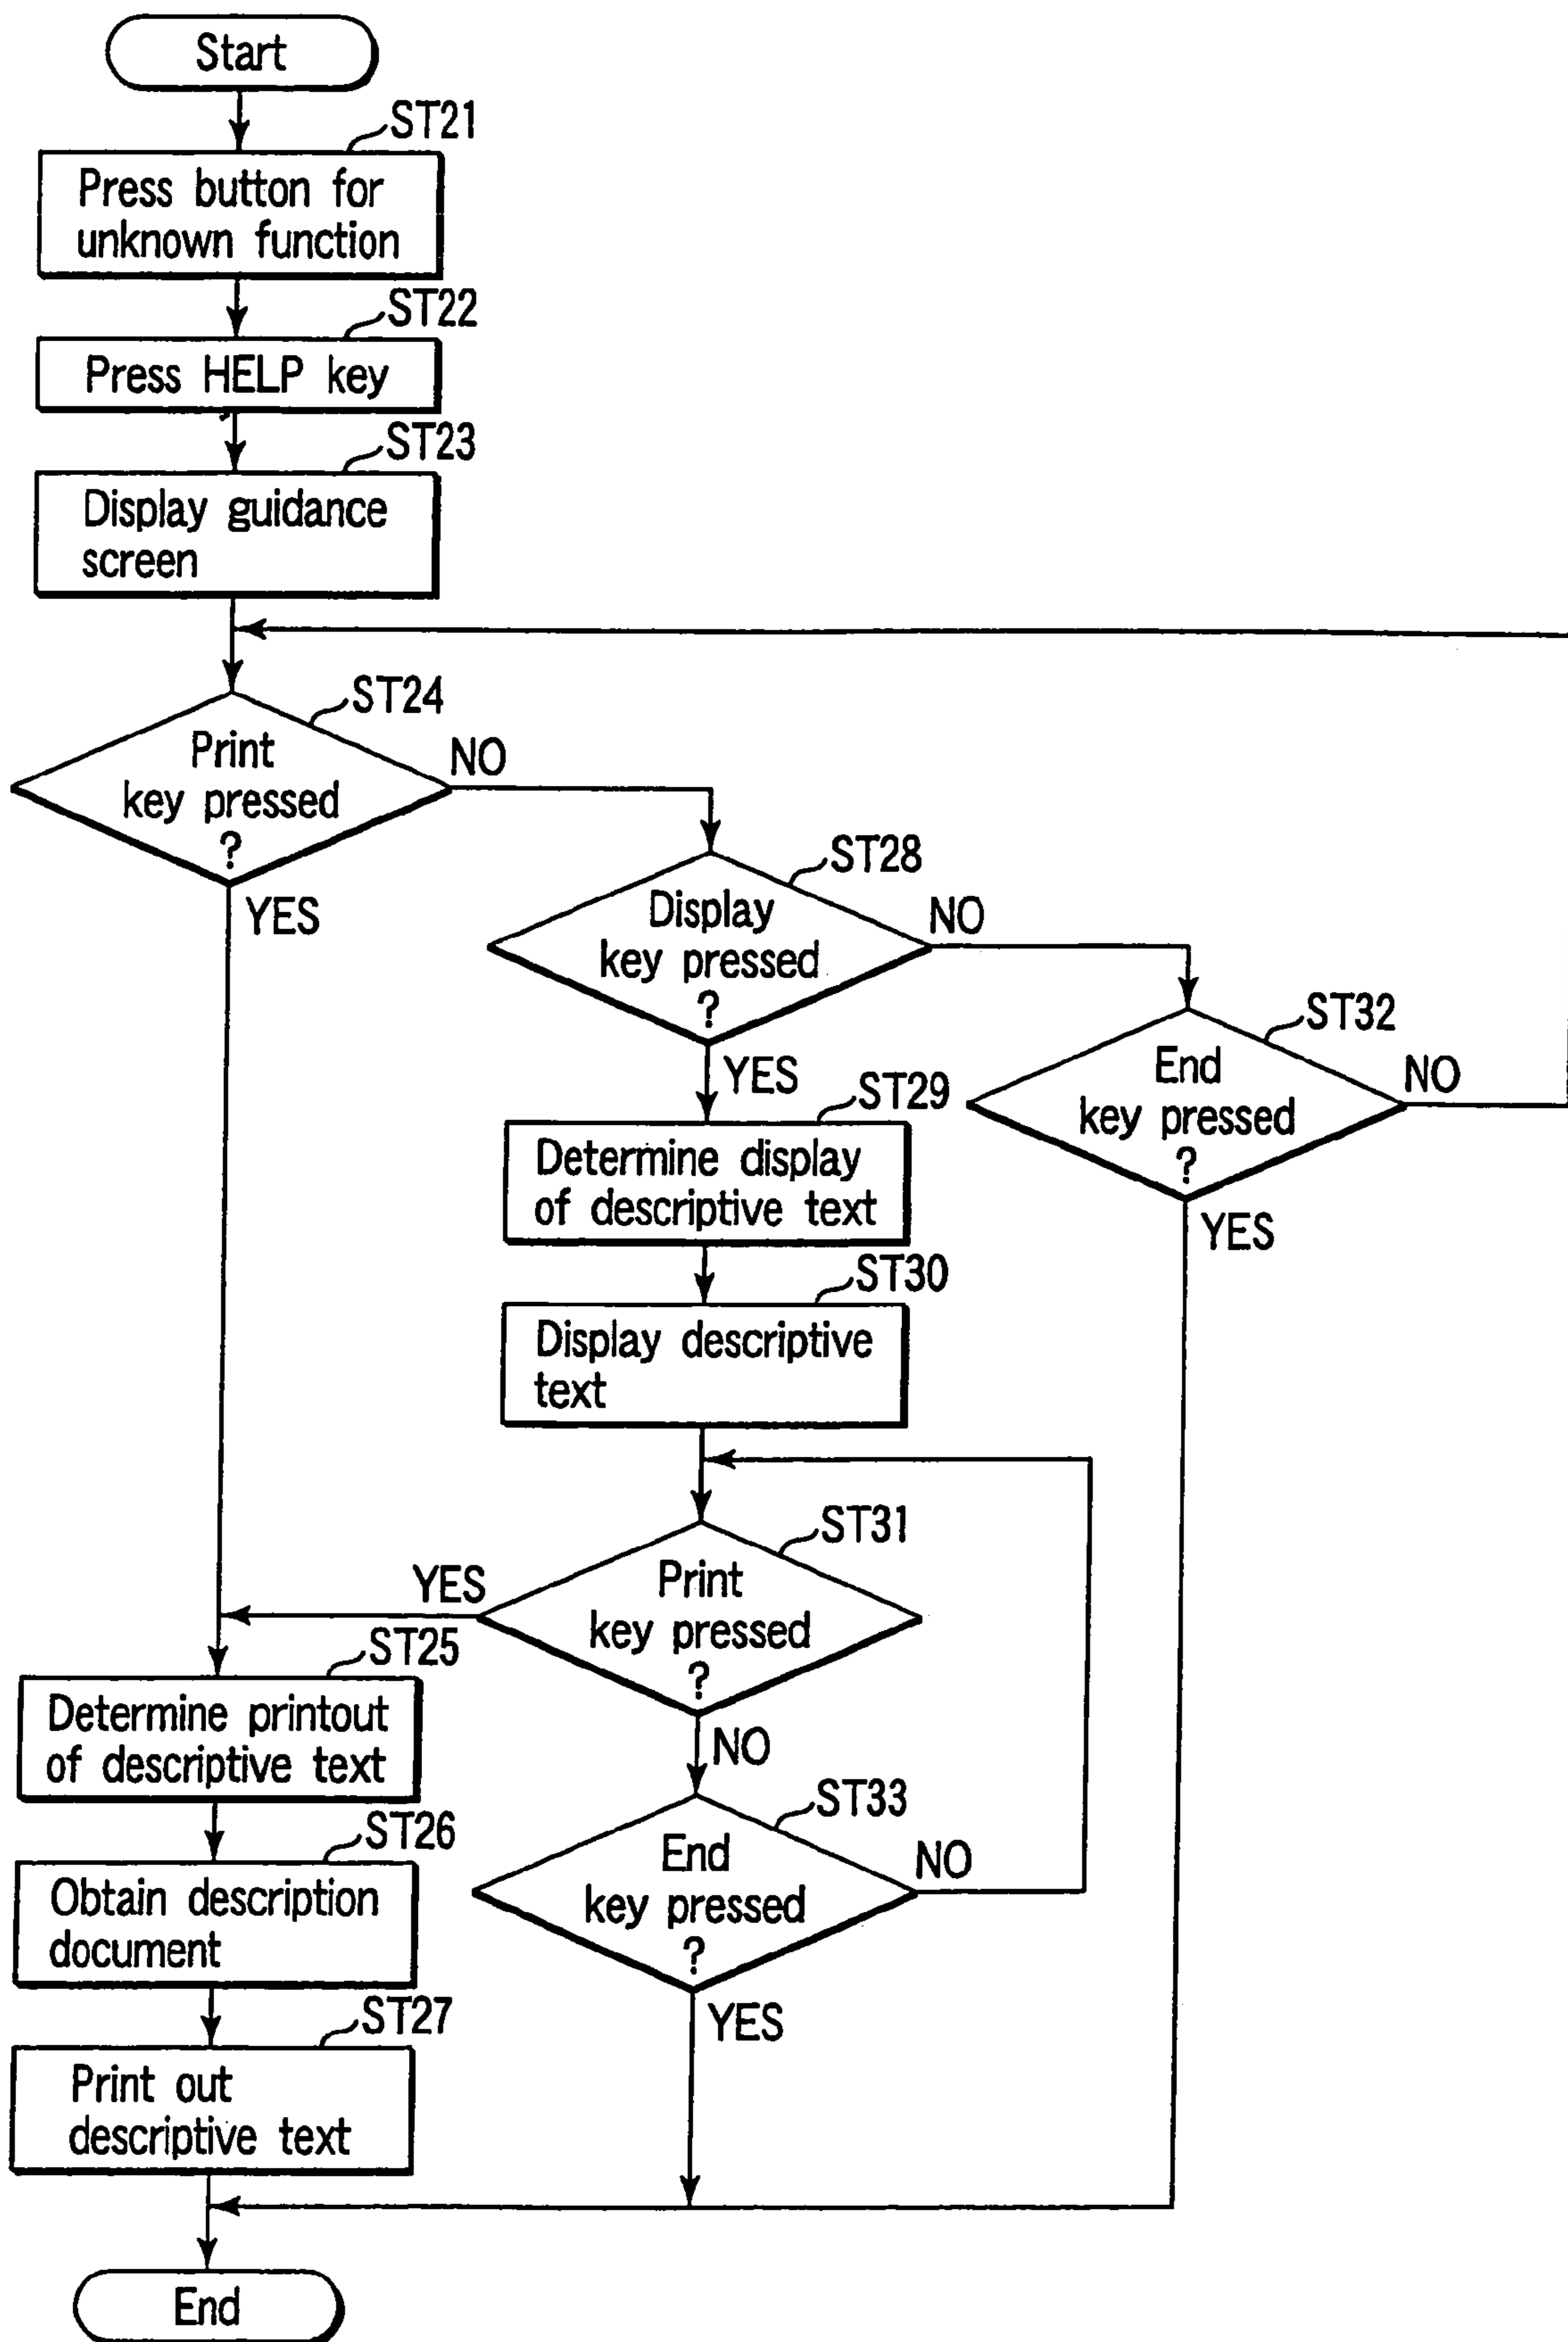 Start
ST21
Press button for
unknown function
ST22
Press HELP key
ST23
Display guidance
screen
ST24
Print
key pressed
?
NO
YES
ST28
Display
key pressed
?
NO
YES
ST32
End
key pressed
?
NO
YES
ST29
Determine display
of descriptive text
ST30
Display descriptive
text
ST31
Print
key pressed
?
YES
NO
ST25
Determine printout
of descriptive text
ST33
End
key pressed
?
NO
YES
ST26
Obtain description
document
ST27
Print out
descriptive text
End